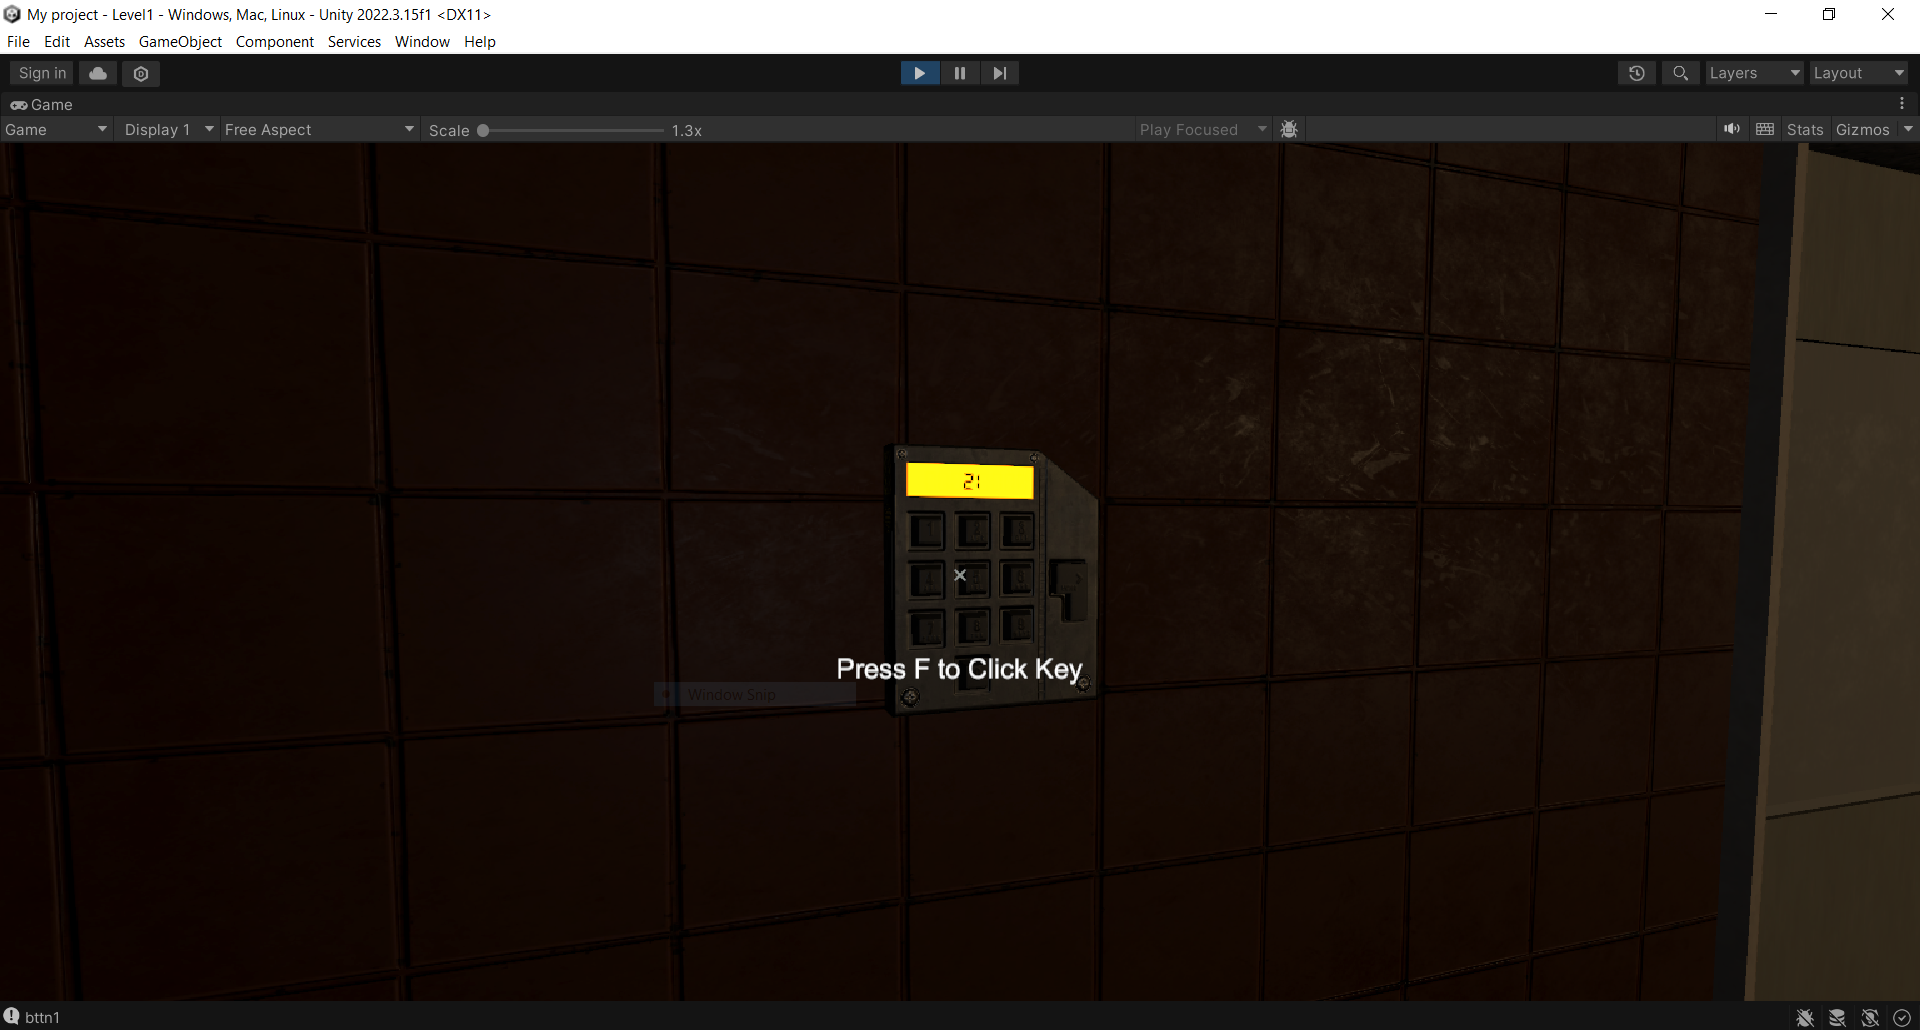 My project - Level1 - Windows, Mac, Linux - Unity 2022.3.15f1 <DX11>
File Edit Assets GameObject Component Services Window Help
Sign in Layers Layout
Game
Game Display 1 Free Aspect Scale 1.3x Play Focused Stats Gizmos
21
Press F to Click Key
Window Snip
bttn1